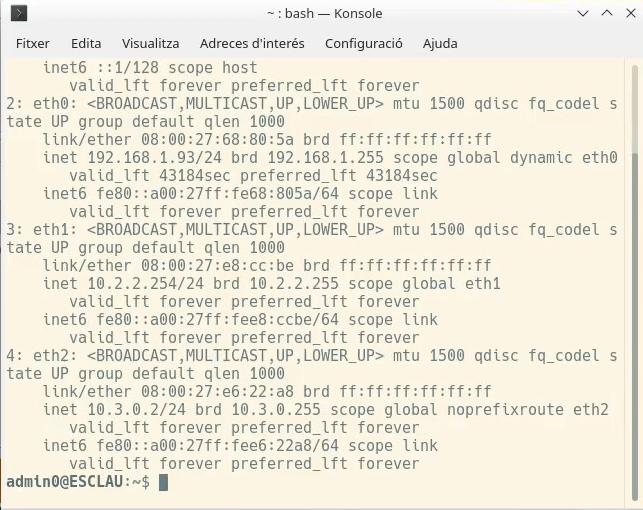 ~ : bash — Konsole
Fitxer Edita Visualitza Adreces d'interés Configuració Ajuda
inet6 ::1/128 scope host
valid_lft forever preferred_lft forever
2: eth0: <BROADCAST,MULTICAST,UP,LOWER_UP> mtu 1500 qdisc fq_codel s
tate UP group default qlen 1000
link/ether 08:00:27:68:80:5a brd ff:ff:ff:ff:ff:ff
inet 192.168.1.93/24 brd 192.168.1.255 scope global dynamic eth0
valid_lft 43184sec preferred_lft 43184sec
inet6 fe80::a00:27ff:fe68:805a/64 scope link
valid_lft forever preferred_lft forever
3: eth1: <BROADCAST,MULTICAST,UP,LOWER_UP> mtu 1500 qdisc fq_codel s
tate UP group default qlen 1000
link/ether 08:00:27:e8:cc:be brd ff:ff:ff:ff:ff:ff
inet 10.2.2.254/24 brd 10.2.2.255 scope global eth1
valid_lft forever preferred_lft forever
inet6 fe80::a00:27ff:fee8:ccbe/64 scope link
valid_lft forever preferred_lft forever
4: eth2: <BROADCAST,MULTICAST,UP,LOWER_UP> mtu 1500 qdisc fq_codel s
tate UP group default qlen 1000
link/ether 08:00:27:e6:22:a8 brd ff:ff:ff:ff:ff:ff
inet 10.3.0.2/24 brd 10.3.0.255 scope global noprefixroute eth2
valid_lft forever preferred_lft forever
inet6 fe80::a00:27ff:fee6:22a8/64 scope link
valid_lft forever preferred_lft forever
admin0@ESCLAU:~$